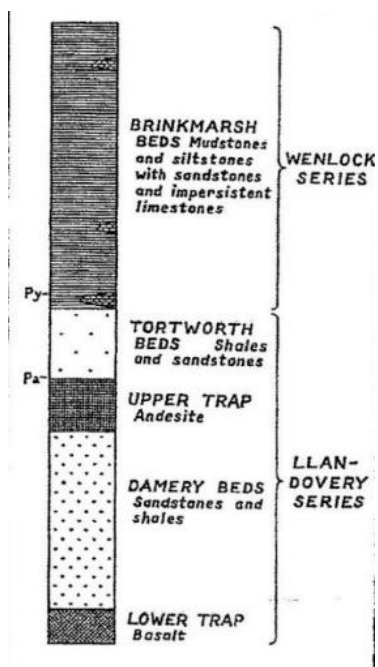 BRINKMARSH
BEDS Mudstones
and siltstones
with sandstones
and impersistent
limestones
WENLOCK
SERIES
Py
TORTWORTH
BEDS Shales
and sandstones
Pa
UPPER TRAP
Andesite
LLAN-
DOVERY
SERIES
DAMERY BEDS
Sandstones and
shales
LOWER TRAP
Basalt